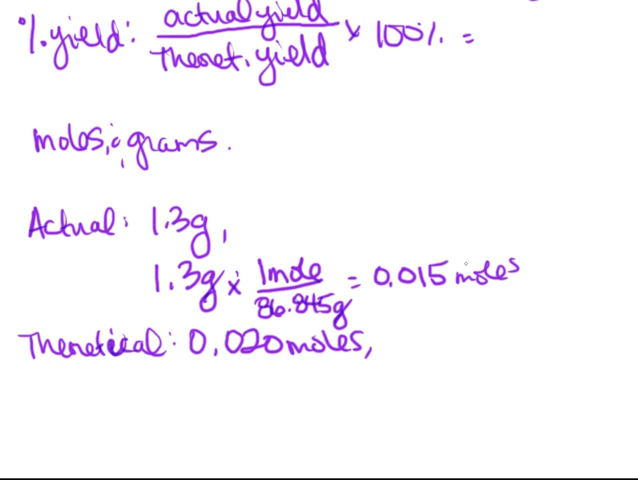 %.yield: actual yield
Theoret. yield × 100% =
moles, grams.
Actual: 1.3g,
1.3g × 1mole
86.845g = 0.015 moles
Theoretical: 0.020 moles,